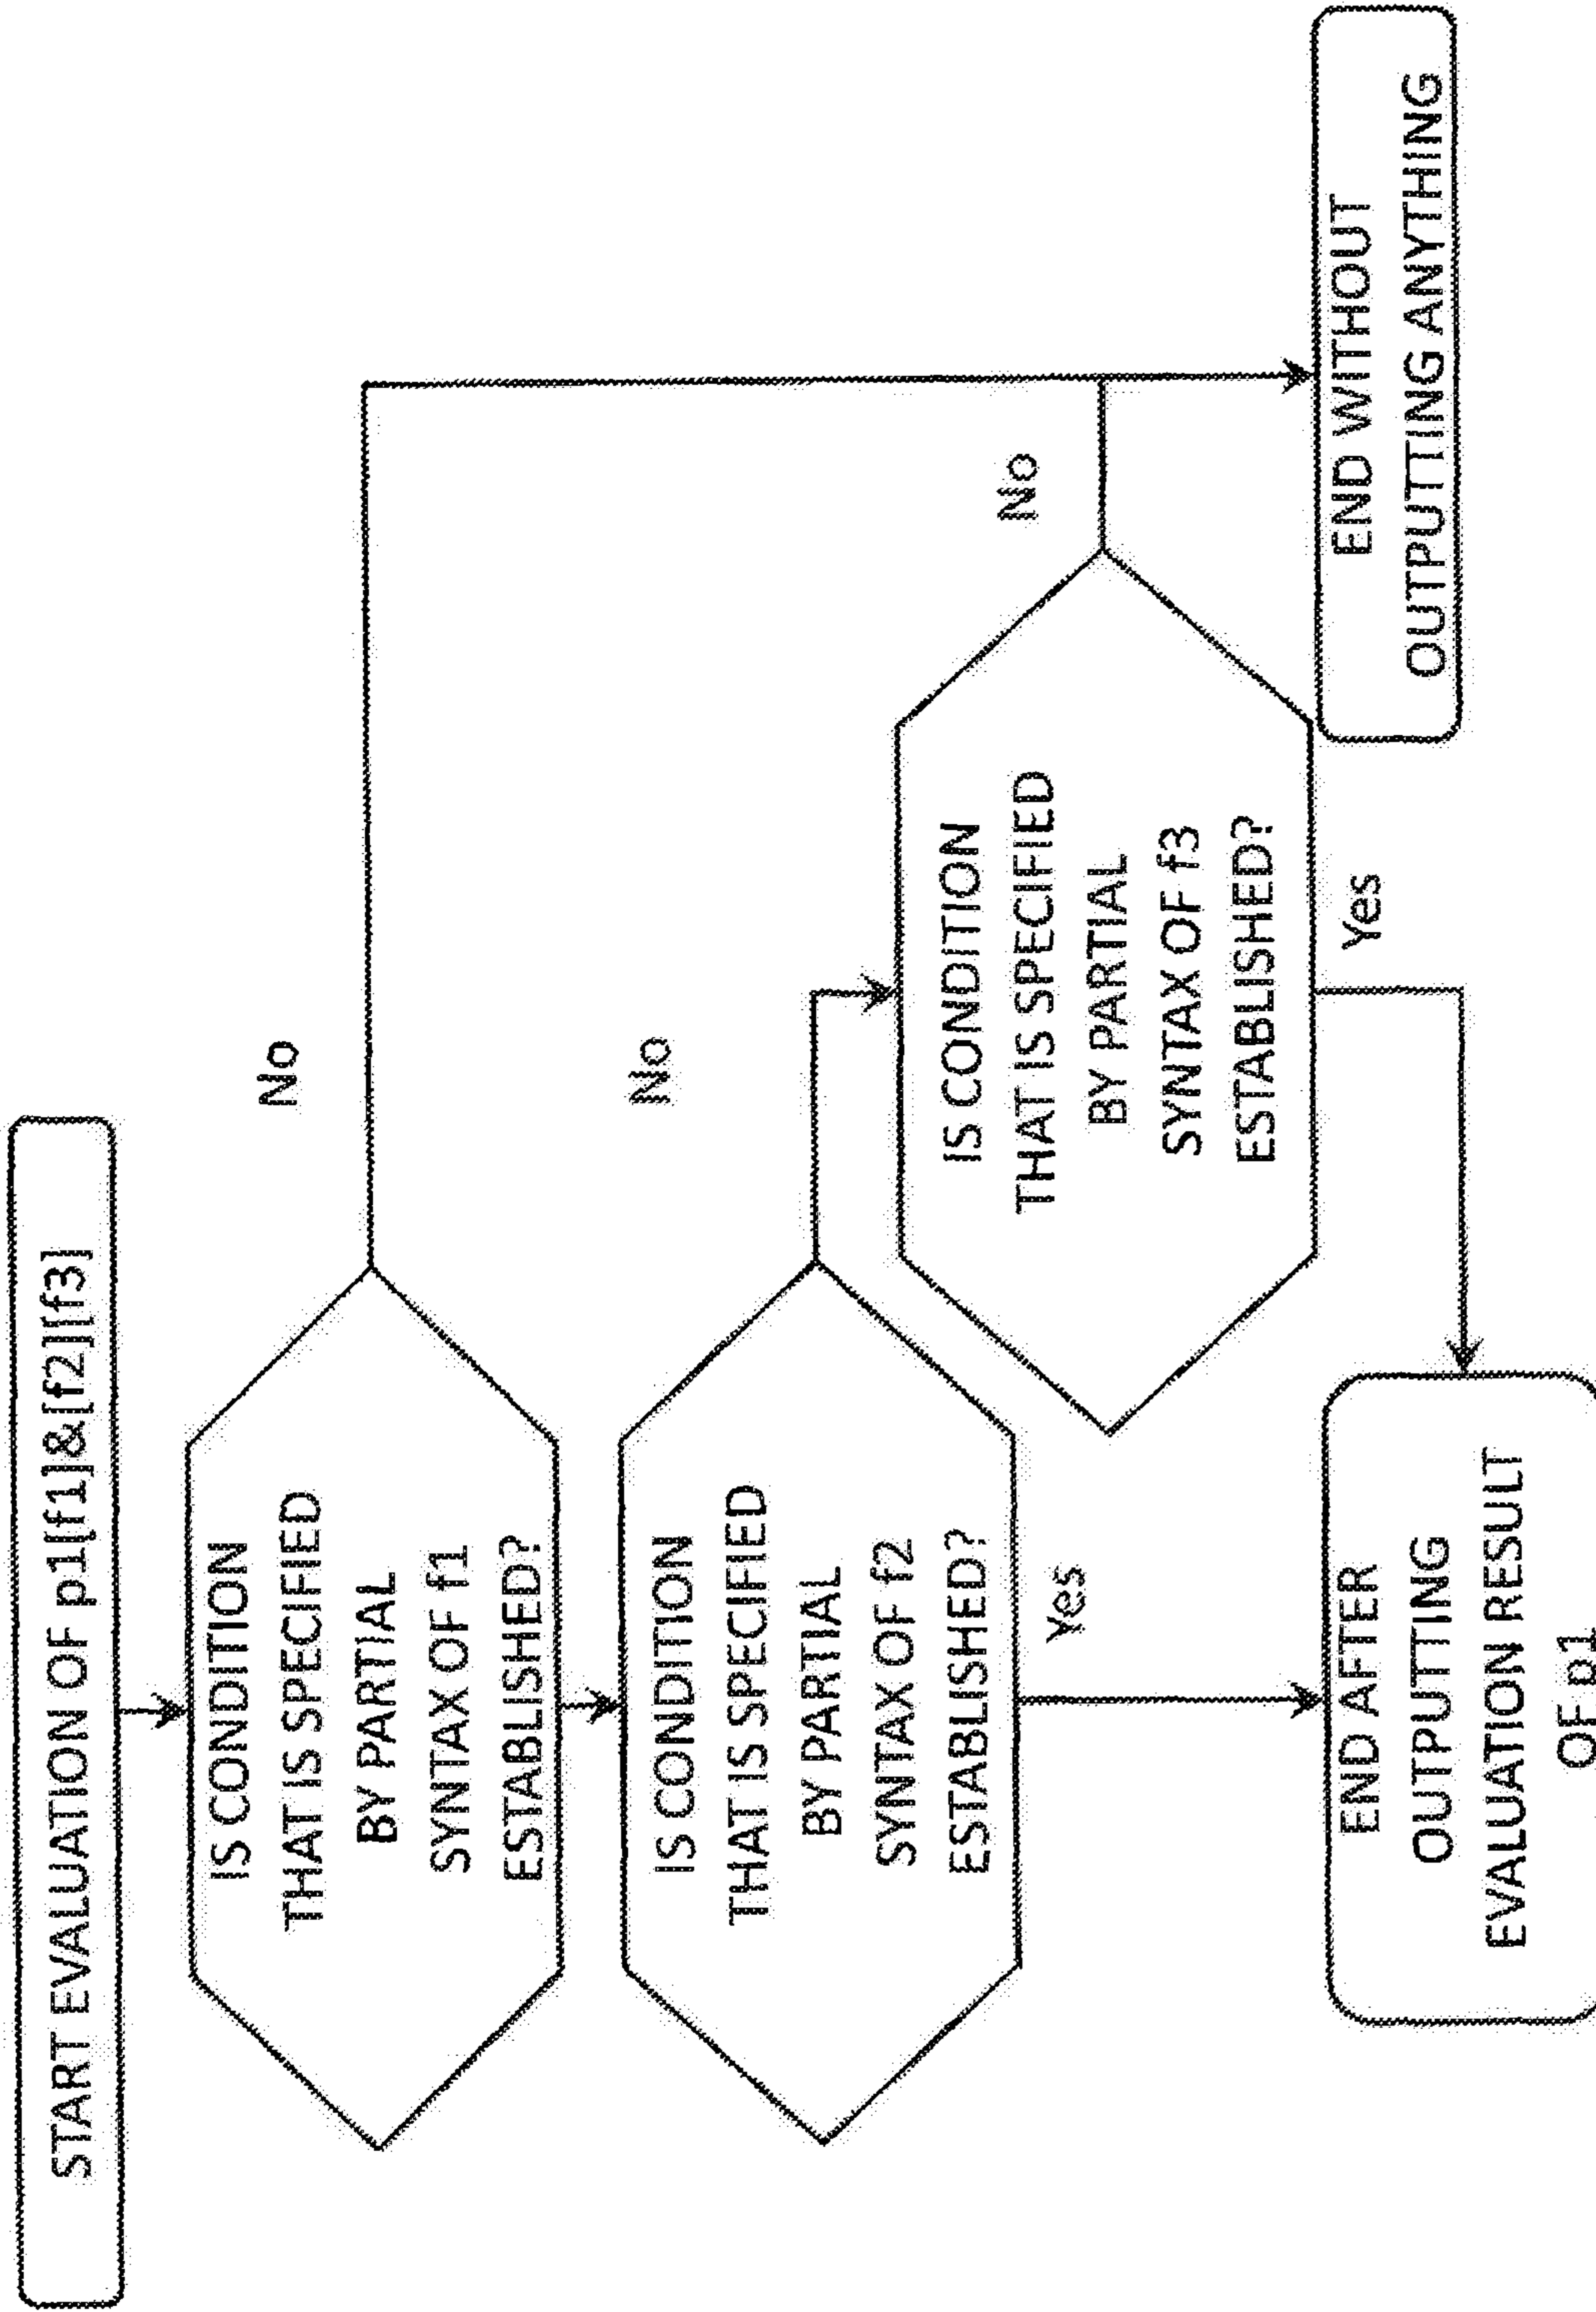 START EVALUATION OF p1[f1]&[f2][f3]
IS CONDITION
THAT IS SPECIFIED
BY PARTIAL
SYNTAX OF f1
ESTABLISHED?
No
IS CONDITION
THAT IS SPECIFIED
BY PARTIAL
SYNTAX OF f2
ESTABLISHED?
No
Yes
IS CONDITION
THAT IS SPECIFIED
BY PARTIAL
SYNTAX OF f3
ESTABLISHED?
No
Yes
END AFTER
OUTPUTTING
EVALUATION RESULT
OF p1
END WITHOUT
OUTPUTTING ANYTHING